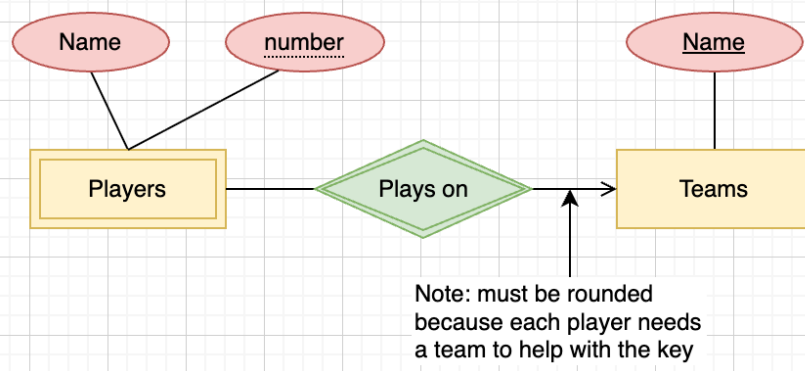 Name
number
Name
Players
Plays on
Teams
Note: must be rounded
because each player needs
a team to help with the key